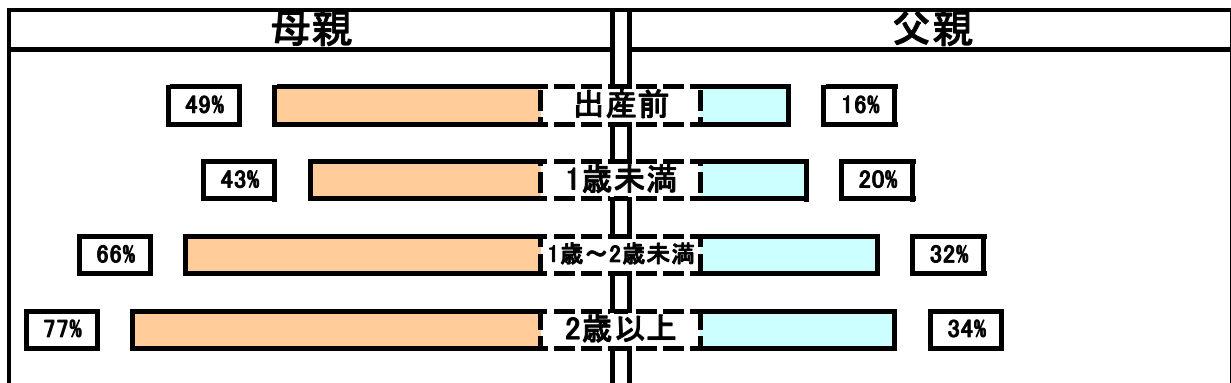 母親 父親
49% 出産前 16%
43% 1歳未満 20%
66% 1歳～2歳未満 32%
77% 2歳以上 34%